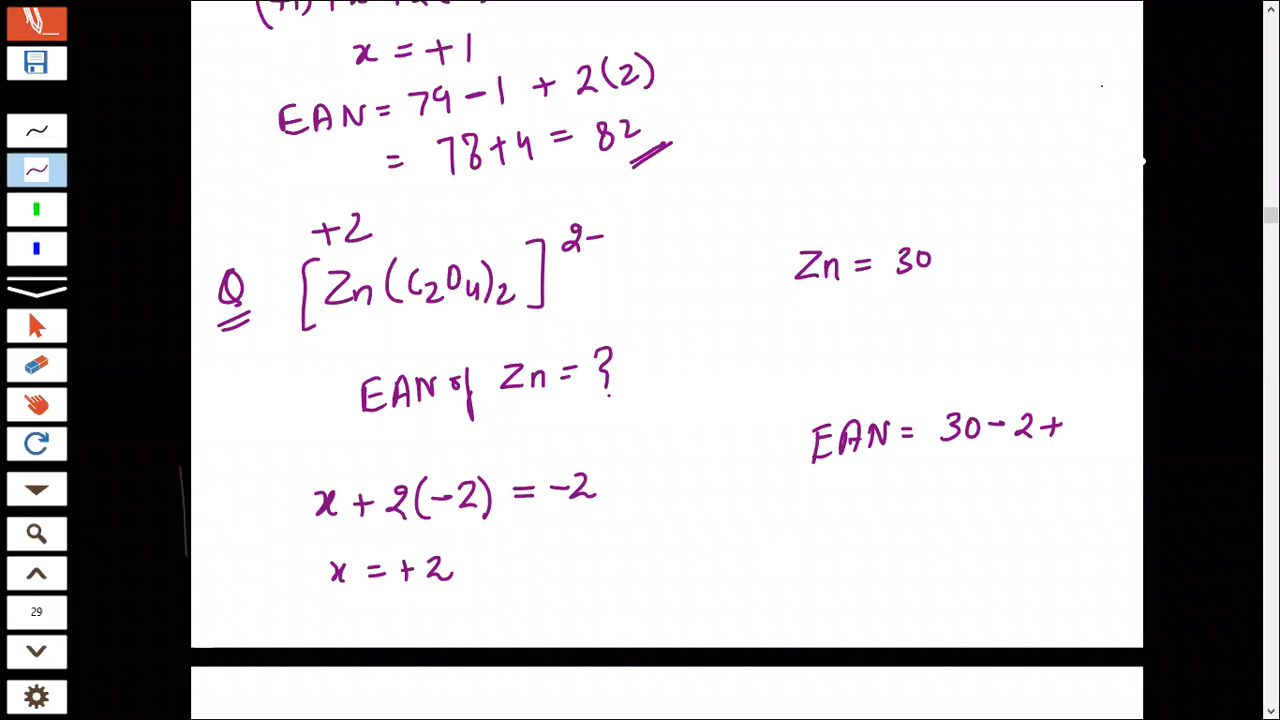 x = +1
EAN = 79 - 1 + 2(2)
= 78 + 4 = 82
+2
Q [Zn(C₂O₄)₂]²⁻
Zn = 30
EAN of Zn = ?
EAN = 30 - 2 +
x + 2(-2) = -2
x = +2
29